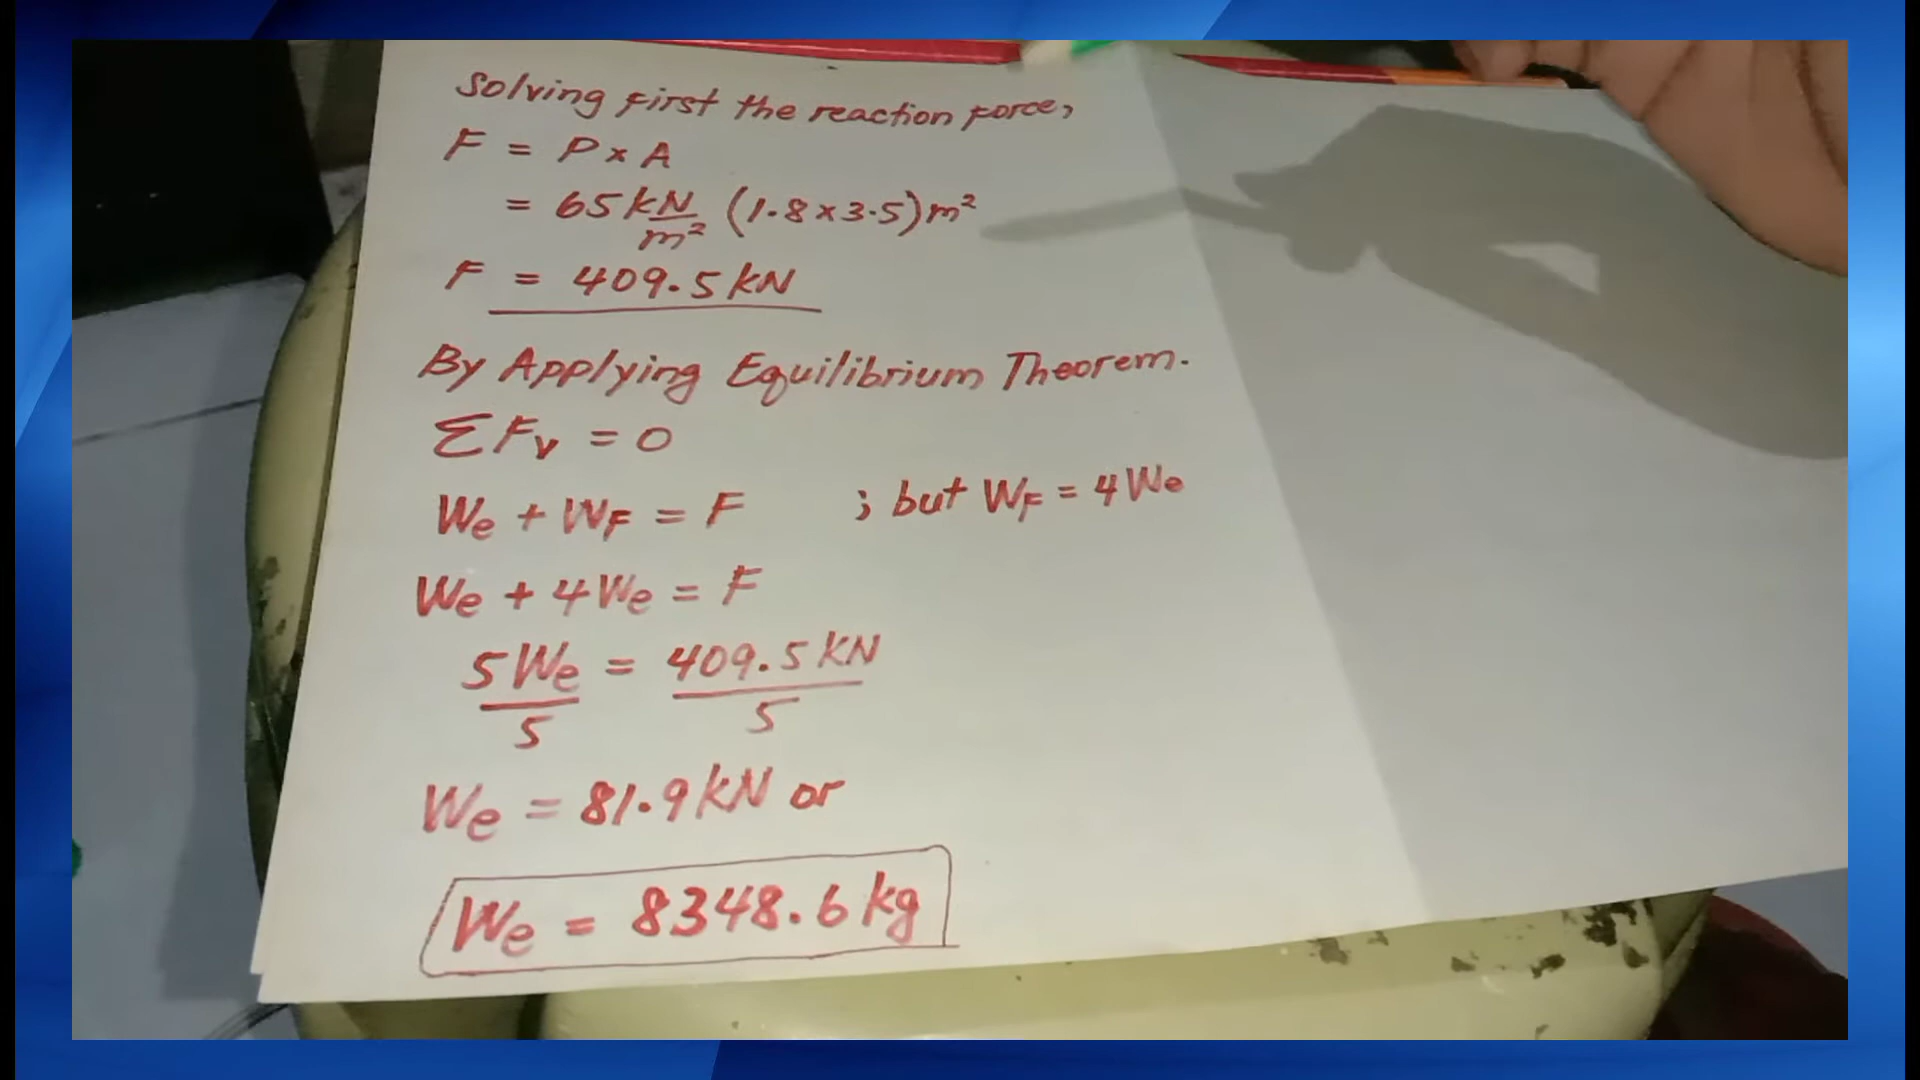 Solving first the reaction force,
F = P x A
= 65 kN/m² (1.8 x 3.5) m²
F = 409.5 kN
By Applying Equilibrium Theorem.
ΣFv = 0
We + WF = F ; but WF = 4We
We + 4We = F
5We/5 = 409.5 KN/5
We = 81.9 kN or
We = 8348.6 kg